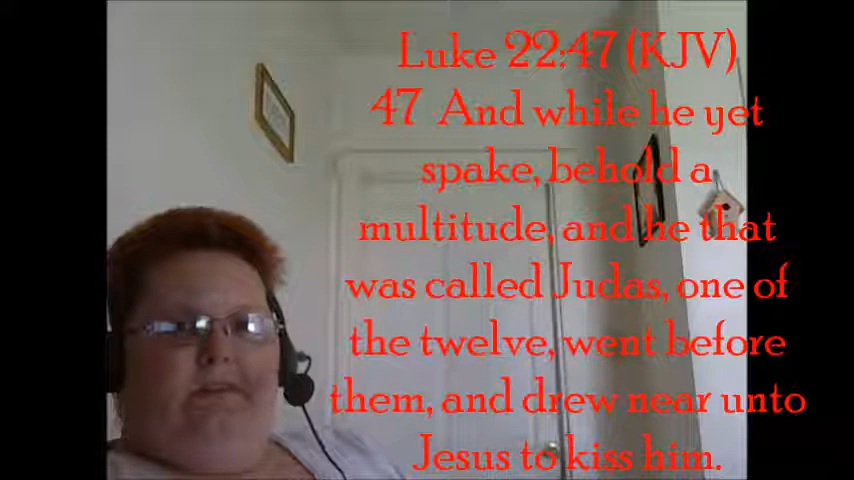 Luke 22:47 (KJV)
47 And while he yet
spake, behold a
multitude, and he that
was called Judas, one of
the twelve, went before
them, and drew near unto
Jesus to kiss him.